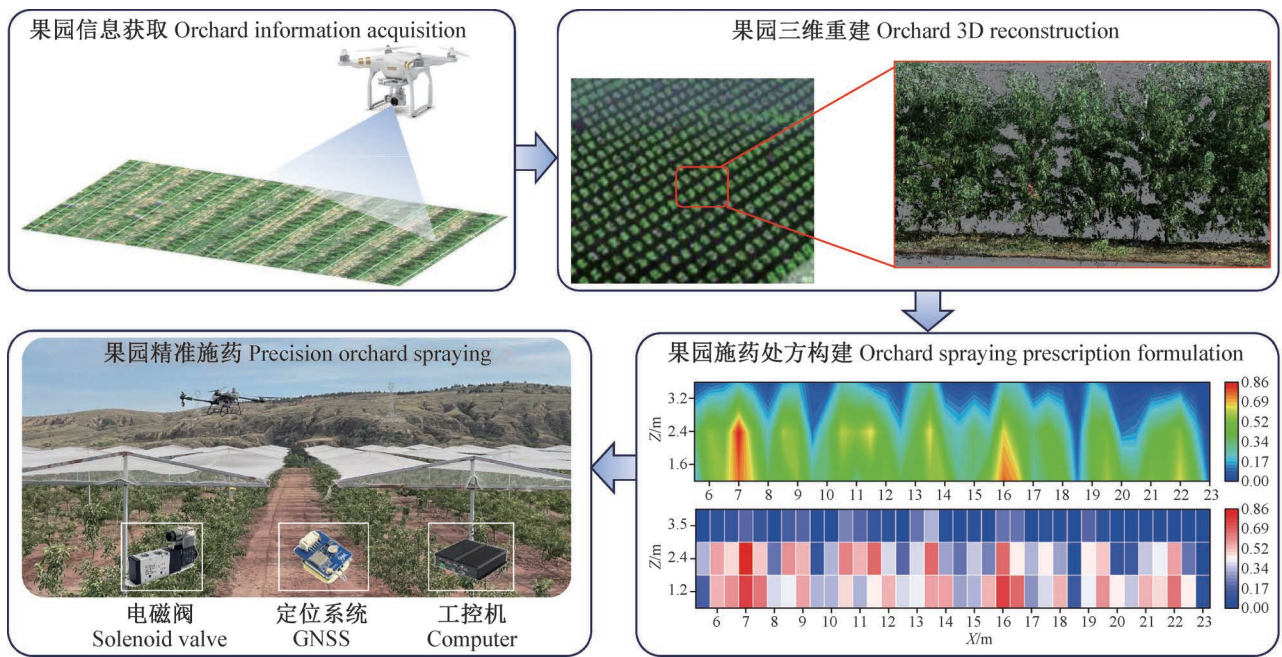 果园信息获取 Orchard information acquisition
果园三维重建 Orchard 3D reconstruction
果园施药处方构建 Orchard spraying prescription formulation
Z/m
3.2
2.4
1.6
6 7 8 9 10 11 12 13 14 15 16 17 18 19 20 21 22 23
0.86
0.69
0.52
0.34
0.17
0.00
Z/m
3.5
2.4
1.2
6 7 8 9 10 11 12 13 14 15 16 17 18 19 20 21 22 23
X/m
0.86
0.69
0.52
0.34
0.17
0.00
果园精准施药 Precision orchard spraying
电磁阀
Solenoid valve
定位系统
GNSS
工控机
Computer